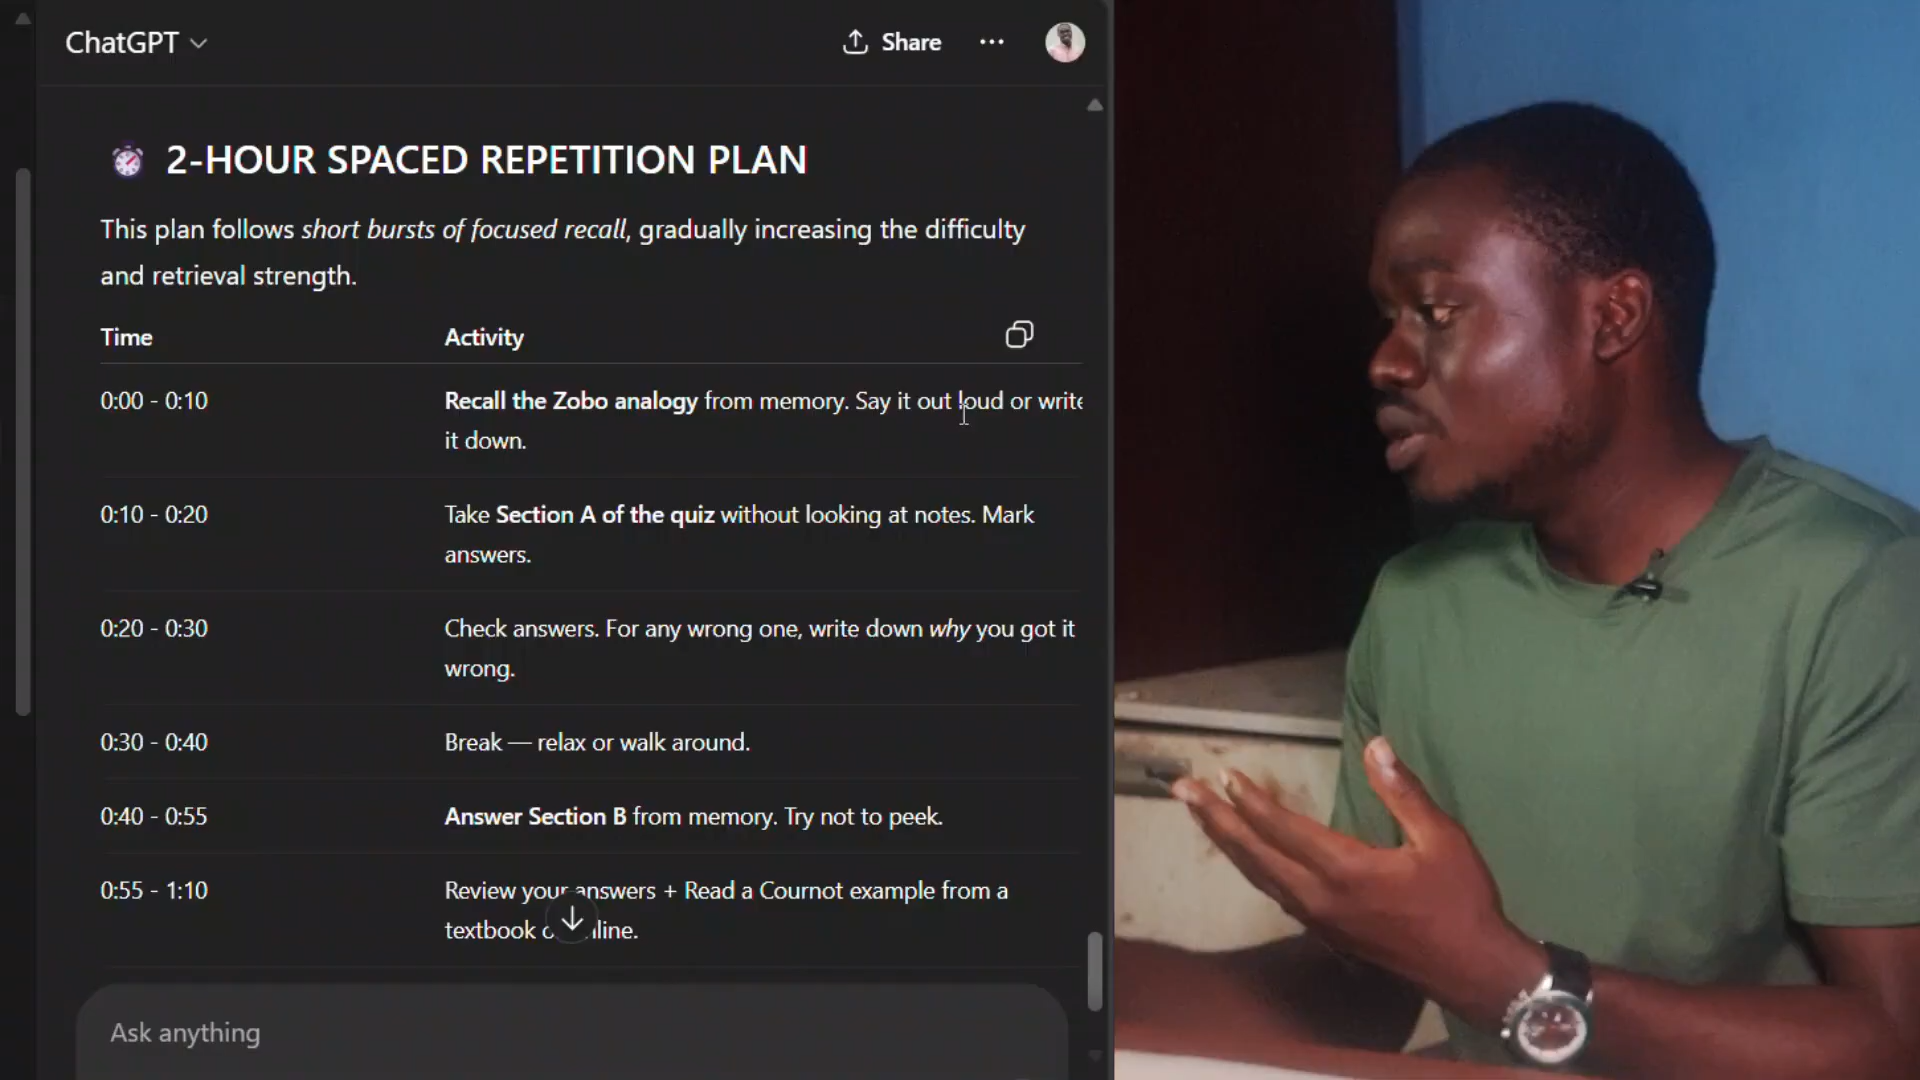 ChatGPT
Share
2-HOUR SPACED REPETITION PLAN
This plan follows short bursts of focused recall, gradually increasing the difficulty
and retrieval strength.
Time Activity
0:00 - 0:10 Recall the Zobo analogy from memory. Say it out loud or write
it down.
0:10 - 0:20 Take Section A of the quiz without looking at notes. Mark
answers.
0:20 - 0:30 Check answers. For any wrong one, write down why you got it
wrong.
0:30 - 0:40 Break — relax or walk around.
0:40 - 0:55 Answer Section B from memory. Try not to peek.
0:55 - 1:10 Review your answers + Read a Cournot example from a
textbook
Ask anything